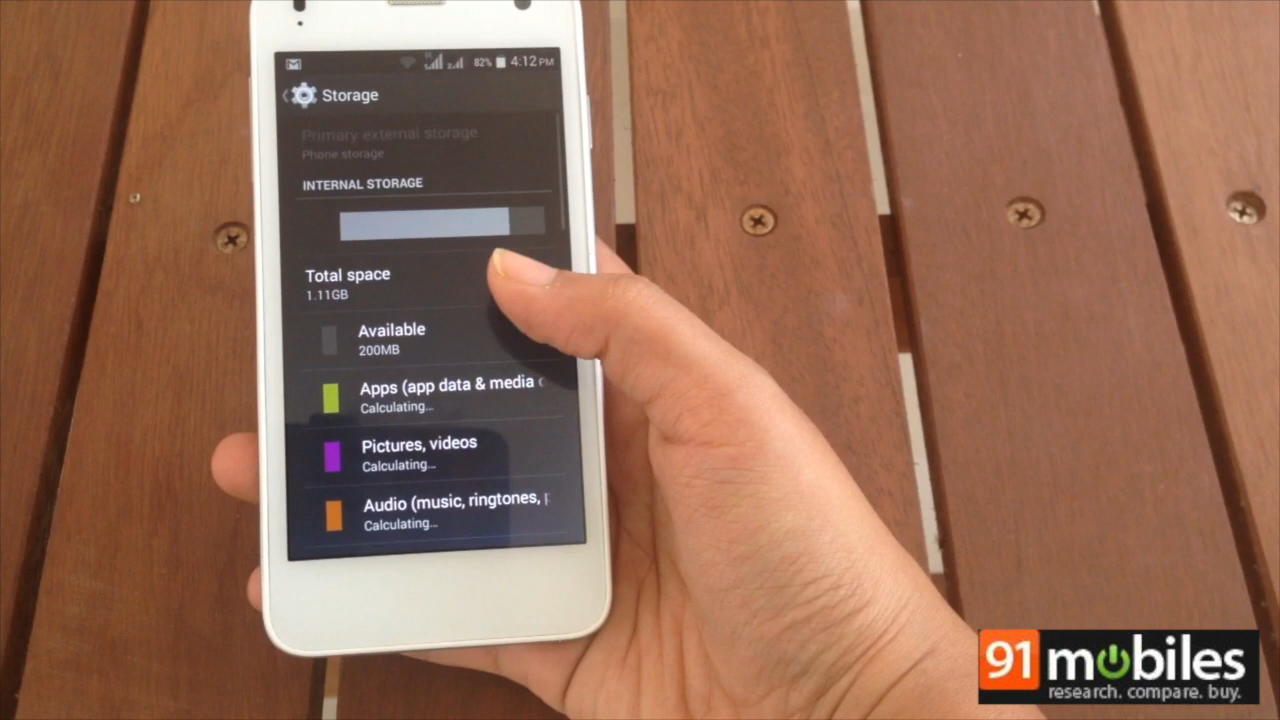 82% 4:12 PM
Storage
Primary external storage
Phone storage
INTERNAL STORAGE
Total space
1.11GB
Available
200MB
Apps (app data & media
Calculating...
Pictures, videos
Calculating...
Audio (music, ringtones,
Calculating...
91mobiles
research. compare. buy.